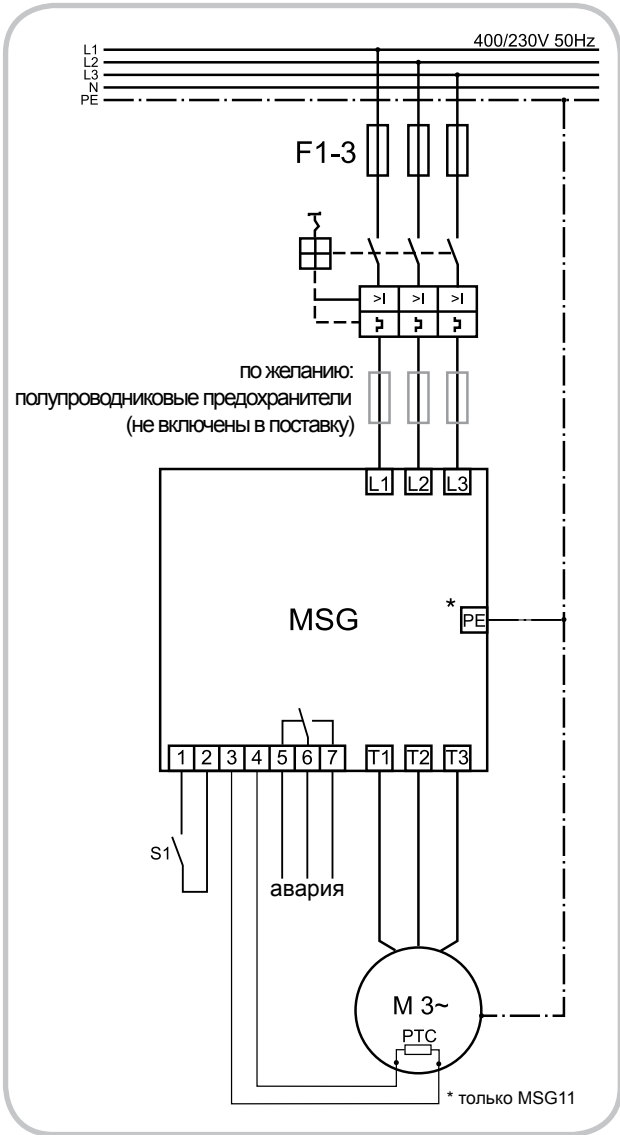 400/230V 50Hz
L1
L2
L3
N
PE
F1-3
>I >I >I
по желанию:
полупроводниковые предохранители
(не включены в поставку)
L1 L2 L3
MSG
* PE
1 2 3 4 5 6 7 T1 T2 T3
S1
авария
M 3~
PTC
* только MSG11